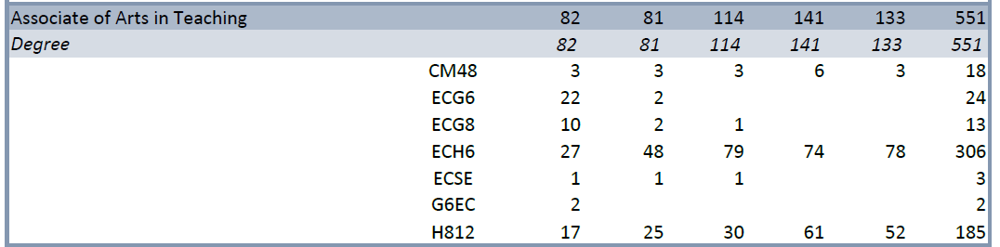 Associate of Arts in Teaching 82 81 114 141 133 551
Degree 82 81 114 141 133 551
CM48 3 3 3 6 3 18
ECG6 22 2 24
ECG8 10 2 1 13
ECH6 27 48 79 74 78 306
ECSE 1 1 1 3
G6EC 2 2
H812 17 25 30 61 52 185